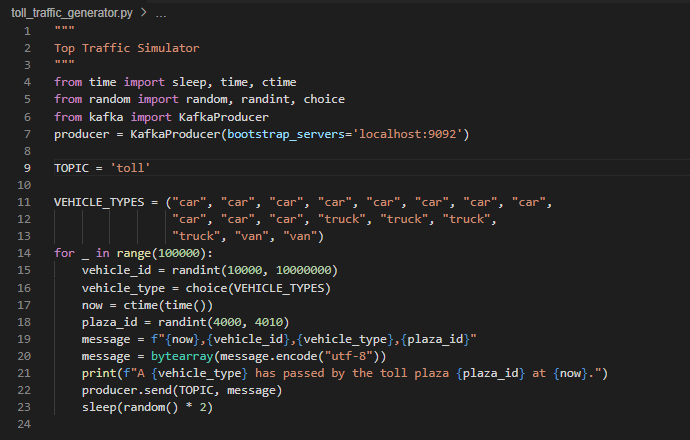 toll_traffic_generator.py > ...
1 """
2 Top Traffic Simulator
3 """
4 from time import sleep, time, ctime
5 from random import random, randint, choice
6 from kafka import KafkaProducer
7 producer = KafkaProducer(bootstrap_servers='localhost:9092')
8
9 TOPIC = 'toll'
10
11 VEHICLE_TYPES = ("car", "car", "car", "car", "car", "car", "car", "car",
12                  "car", "car", "car", "truck", "truck", "truck",
13                  "truck", "van", "van")
14 for _ in range(100000):
15     vehicle_id = randint(10000, 10000000)
16     vehicle_type = choice(VEHICLE_TYPES)
17     now = ctime(time())
18     plaza_id = randint(4000, 4010)
19     message = f"{now},{vehicle_id},{vehicle_type},{plaza_id}"
20     message = bytearray(message.encode("utf-8"))
21     print(f"A {vehicle_type} has passed by the toll plaza {plaza_id} at {now}.")
22     producer.send(TOPIC, message)
23     sleep(random() * 2)
24